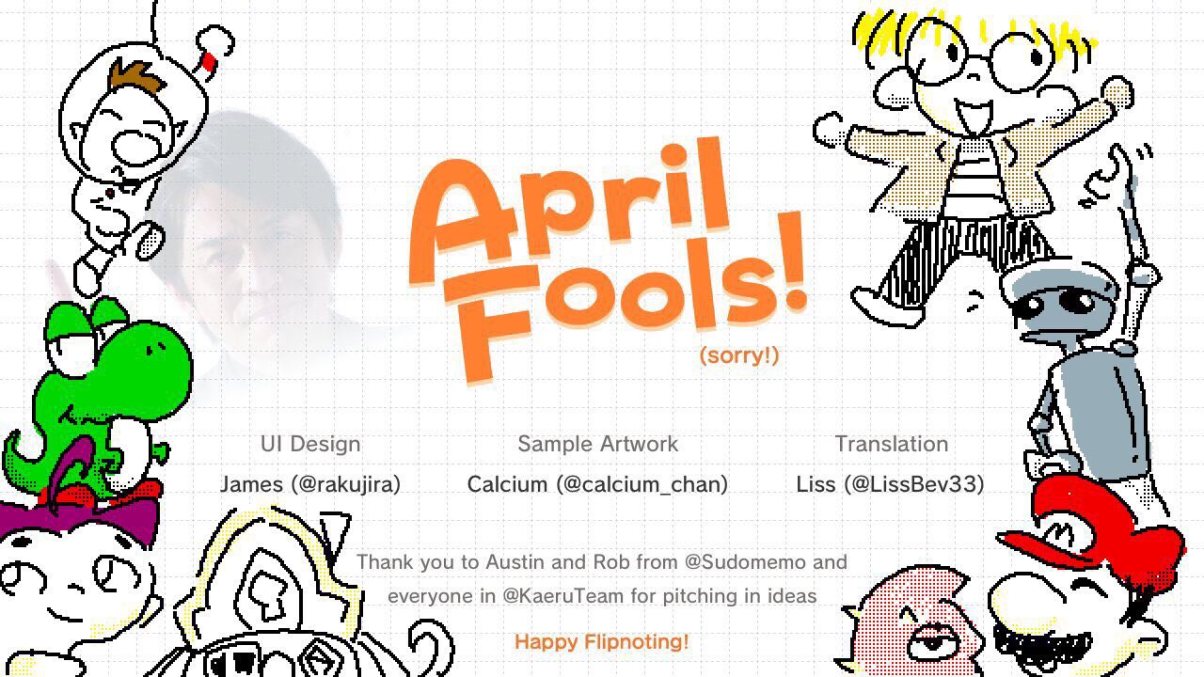 April
Fools!
(sorry!)
UI Design
James (@rakujira)
Sample Artwork
Calcium (@calcium_chan)
Translation
Liss (@LissBev33)
Thank you to Austin and Rob from @Sudomemo and
everyone in @KaeruTeam for pitching in ideas
Happy Flipnoting!